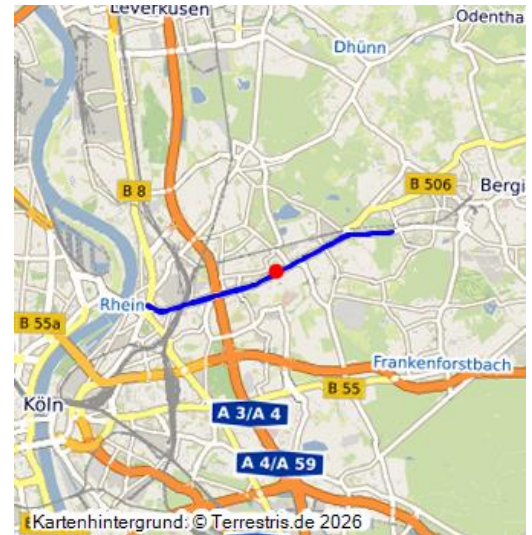 Leverkusen
Odentha
Dhünn
B 8
B 506
Bergi
Rhein
B 55a
Frankenforstbach
B 55
Köln
A 3/A 4
A 4/A 59
Kartenhintergrund: © Terrestris.de 2026